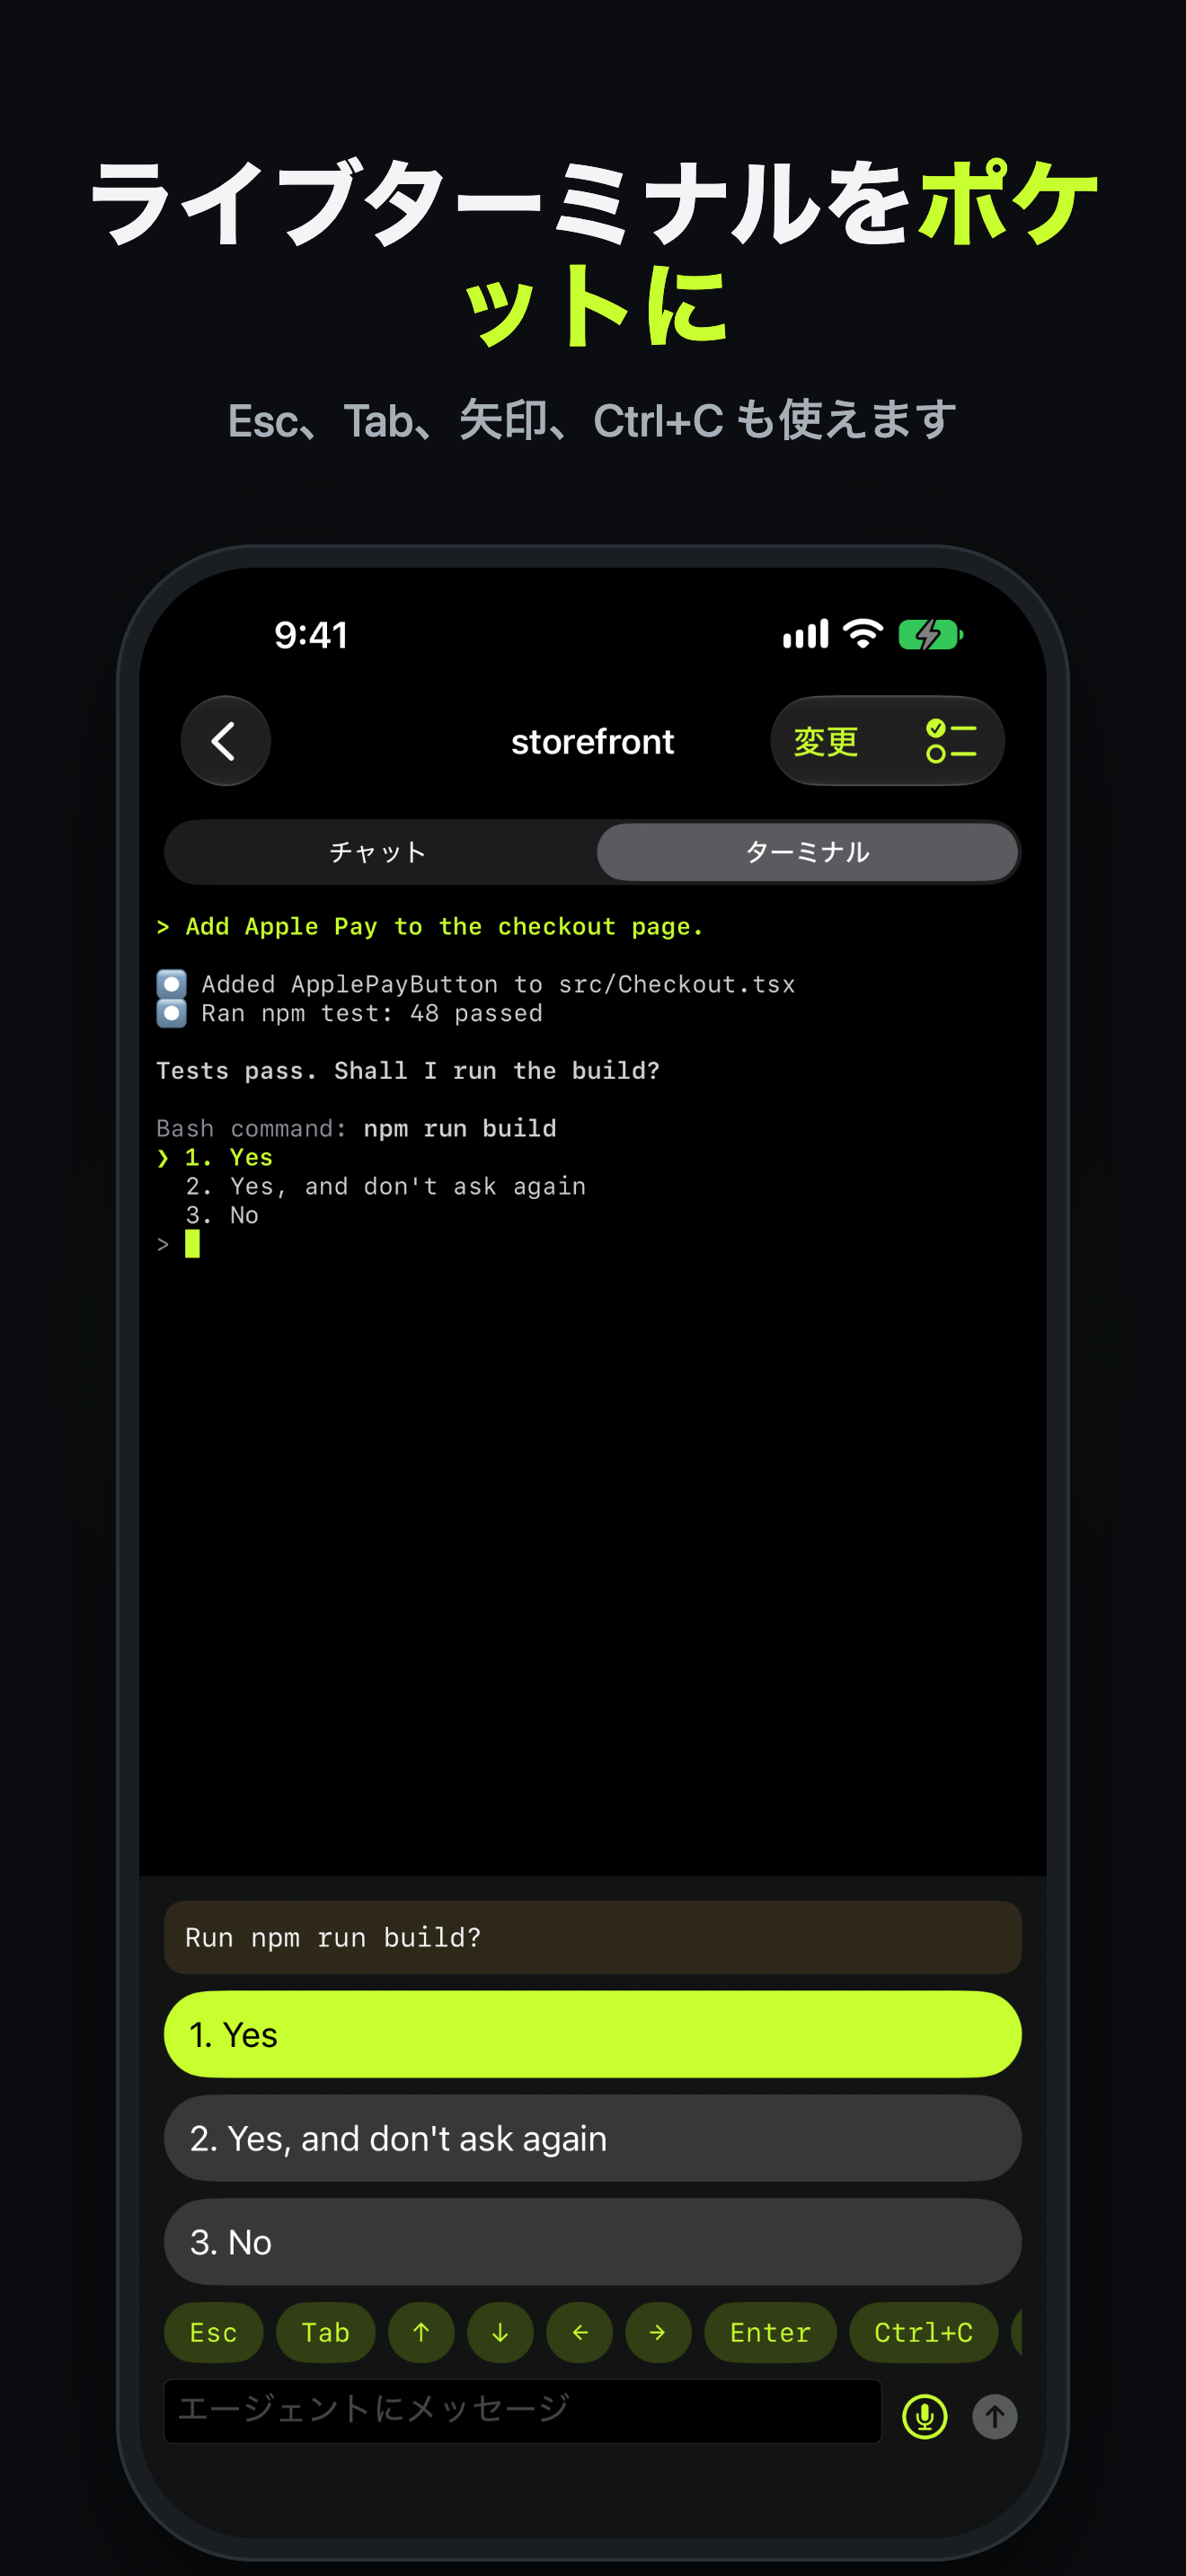 ライブターミナルをポケ
ットに
Esc、Tab、矢印、Ctrl+C も使えます
9:41
storefront
変更
チャット
ターミナル
> Add Apple Pay to the checkout page.
⏺ Added ApplePayButton to src/Checkout.tsx
⏺ Ran npm test: 48 passed
Tests pass. Shall I run the build?
Bash command: npm run build
❯ 1. Yes
2. Yes, and don't ask again
3. No
>
Run npm run build?
1. Yes
2. Yes, and don't ask again
3. No
Esc Tab ↑ ↓ ← → Enter Ctrl+C
エージェントにメッセージ